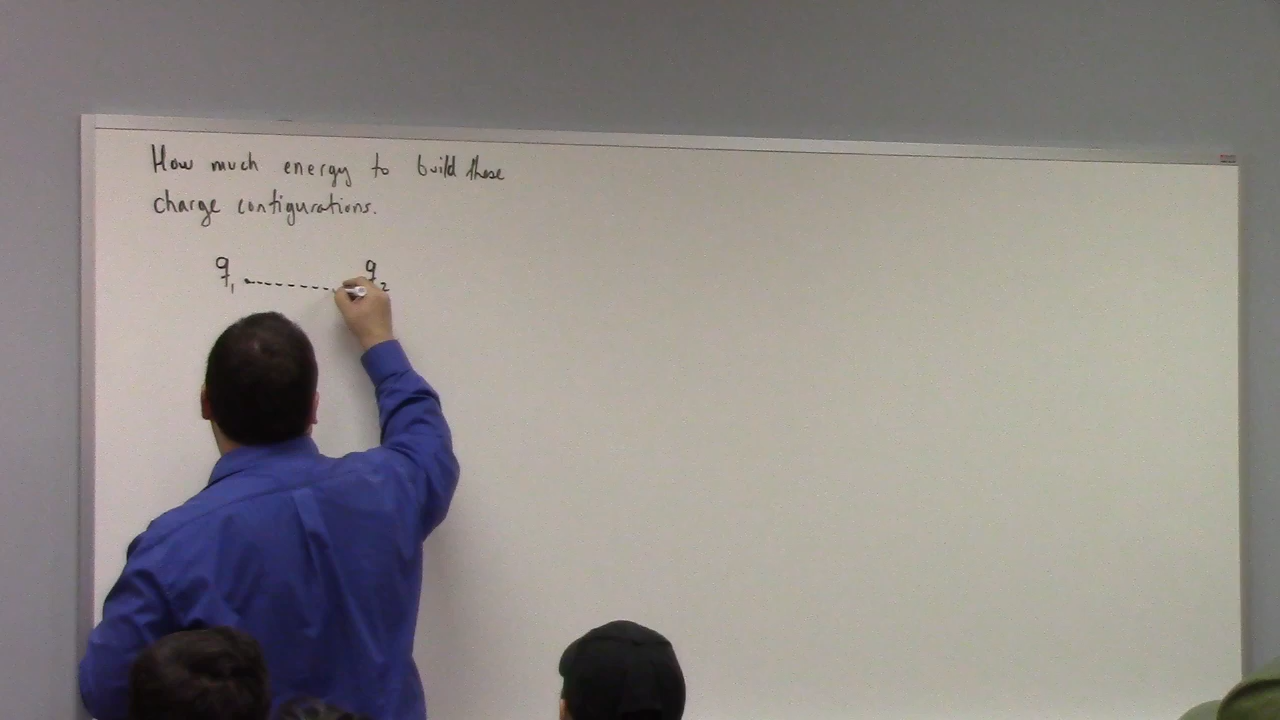 How much energy to build these
charge configurations.
q₁ q₂